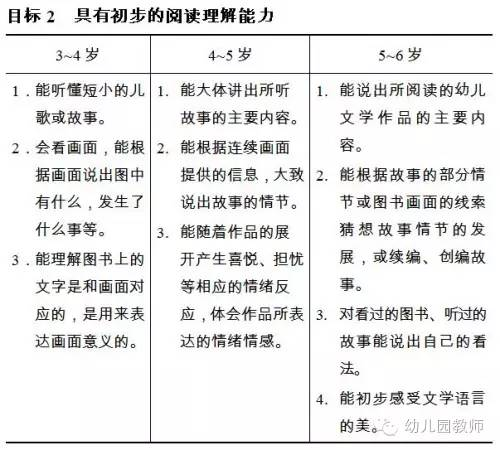 目标 2 具有初步的阅读理解能力
3~4 岁
4~5 岁
5~6 岁
1．能听懂短小的儿
歌或故事。
2．会看画面，能根
据画面说出图中
有什么，发生了
什么事等。
3．能理解图书上的
文字是和画面对
应的，是用来表
达画面意义的。
1. 能大体讲出所听
故事的主要内容。
2. 能根据连续画面
提供的信息，大致
说出故事的情节。
3. 能随着作品的展
开产生喜悦、担忧
等相应的情绪反
应，体会作品所表
达的情绪情感。
1. 能说出所阅读的幼儿
文学作品的主要内
容。
2. 能根据故事的部分情
节或图书画面的线索
猜想故事情节的发
展，或续编、创编故
事。
3. 对看过的图书、听过的
故事能说出自己的看
法。
4. 能初步感受文学语言
的美。
幼儿园教师